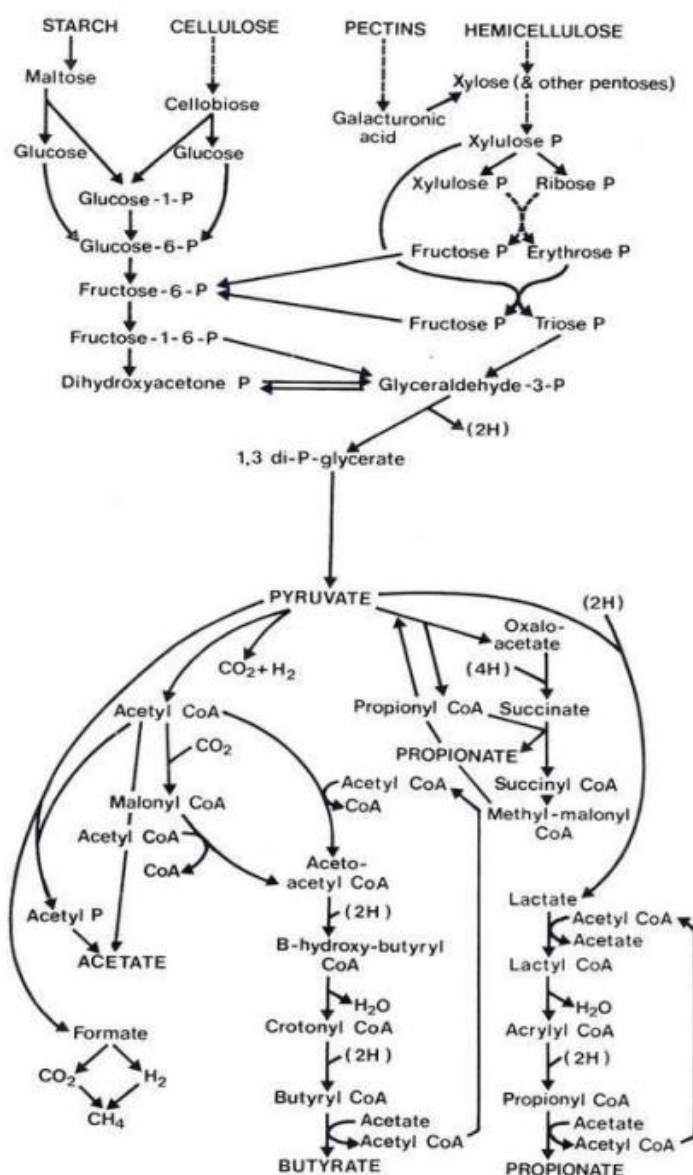 STARCH CELLULOSE PECTINS HEMICELLULOSE
Maltose Xylose (& other pentoses)
Cellobiose Galacturonic
acid
Glucose Glucose Xylulose P
Glucose-1-P Xylulose P Ribose P
Glucose-6-P Fructose P Erythrose P
Fructose-6-P
Fructose-1-6-P Fructose P Triose P
Dihydroxyacetone P Glyceraldehyde-3-P
(2H)
1,3 di-P-glycerate
PYRUVATE (2H)
Oxalo-
acetate
CO2+H2 (4H)
Acetyl CoA Propionyl CoA Succinate
CO2 PROPIONATE
Acetyl CoA Succinyl CoA
Malonyl CoA CoA Methyl-malonyl
CoA
Acetyl CoA
CoA Aceto-
acetyl CoA Lactate
Acetyl P (2H) Acetyl CoA
Acetate
ACETATE B-hydroxy-butyryl
CoA Lactyl CoA
H2O H2O
Formate Crotonyl CoA Acrylyl CoA
(2H) (2H)
CO2 H2
Butyryl CoA Propionyl CoA
CH4 Acetate Acetate
Acetyl CoA Acetyl CoA
BUTYRATE PROPIONATE